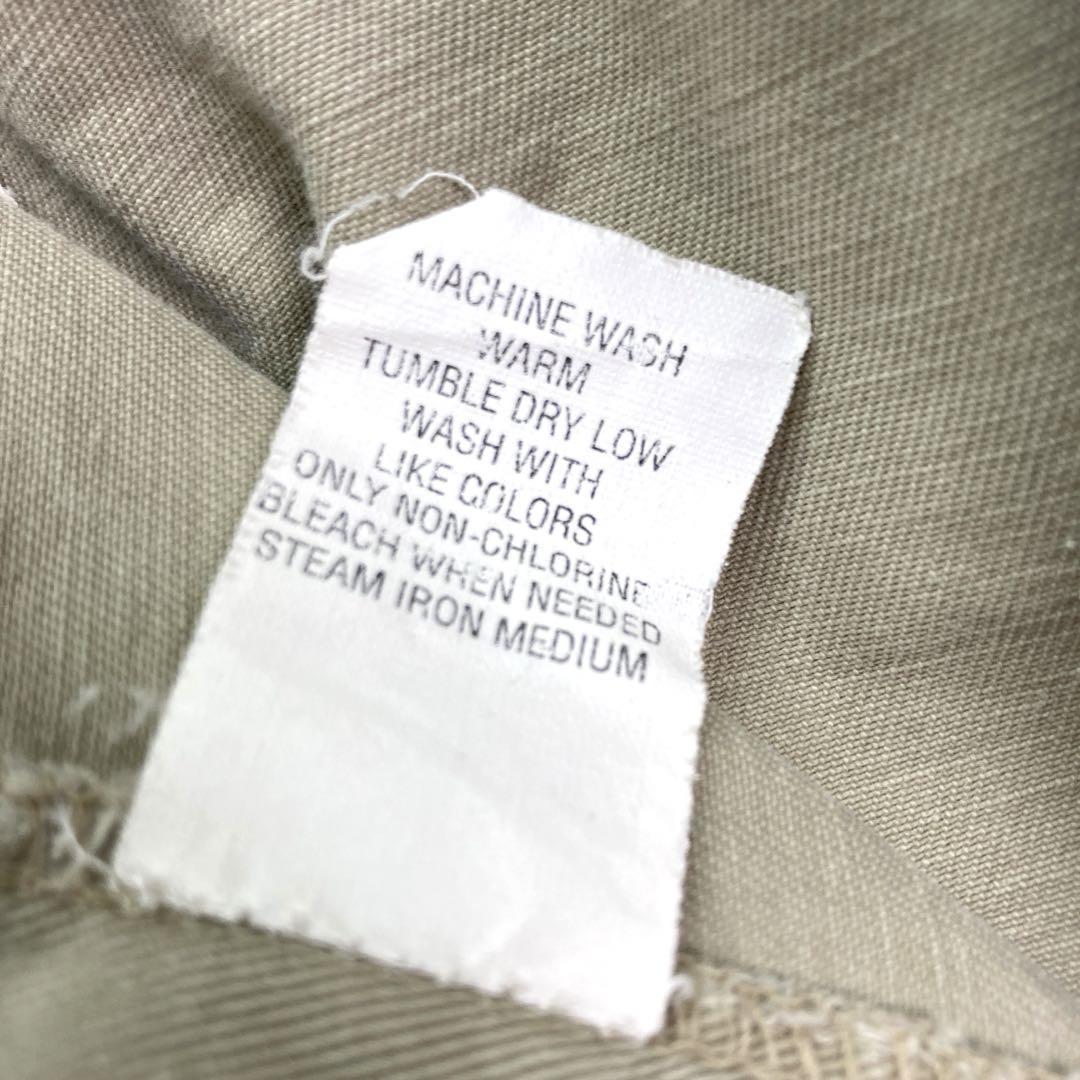 MACHINE WASH
WARM
TUMBLE DRY LOW
WASH WITH
LIKE COLORS
ONLY NON-CHLORINE
BLEACH WHEN NEEDED
STEAM IRON MEDIUM